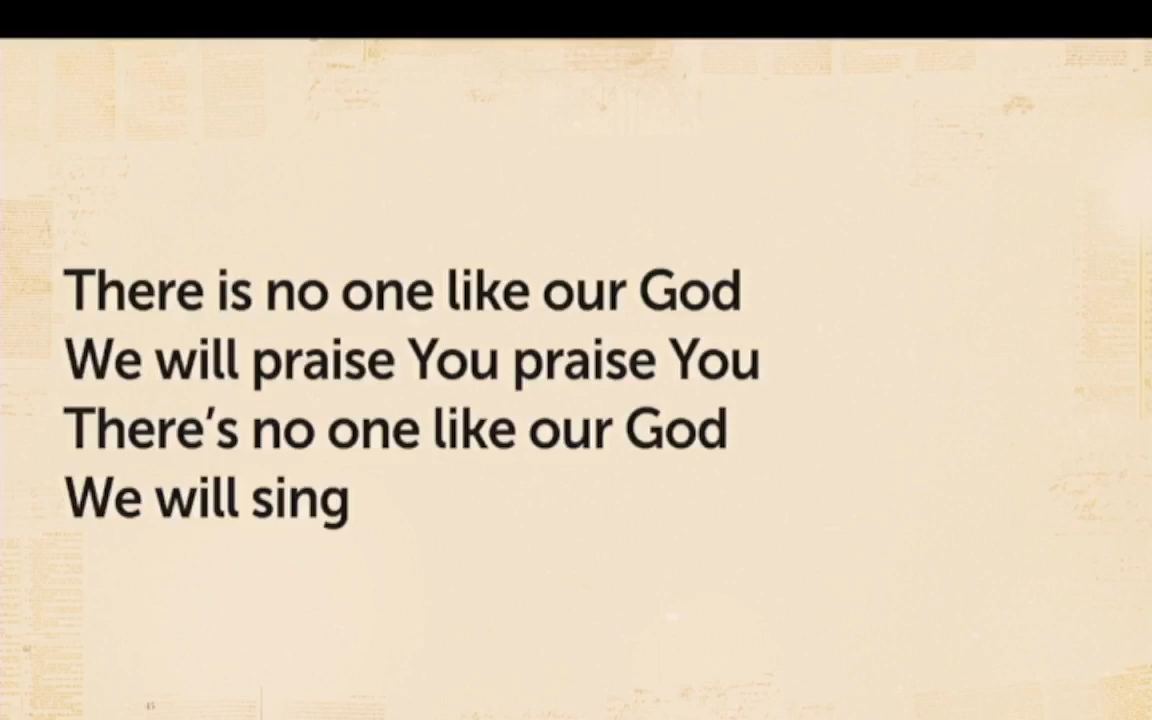 There is no one like our God
We will praise You praise You
There’s no one like our God
We will sing
45